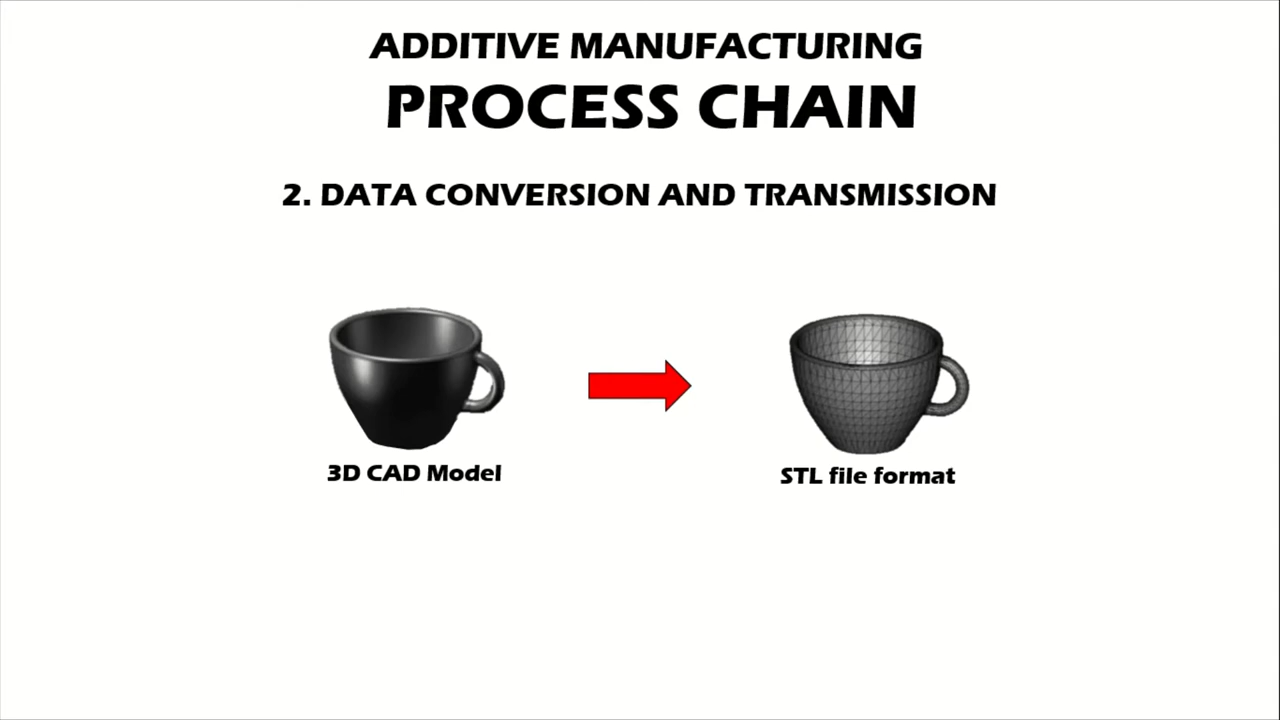 ADDITIVE MANUFACTURING
PROCESS CHAIN
2. DATA CONVERSION AND TRANSMISSION
3D CAD Model
STL file format